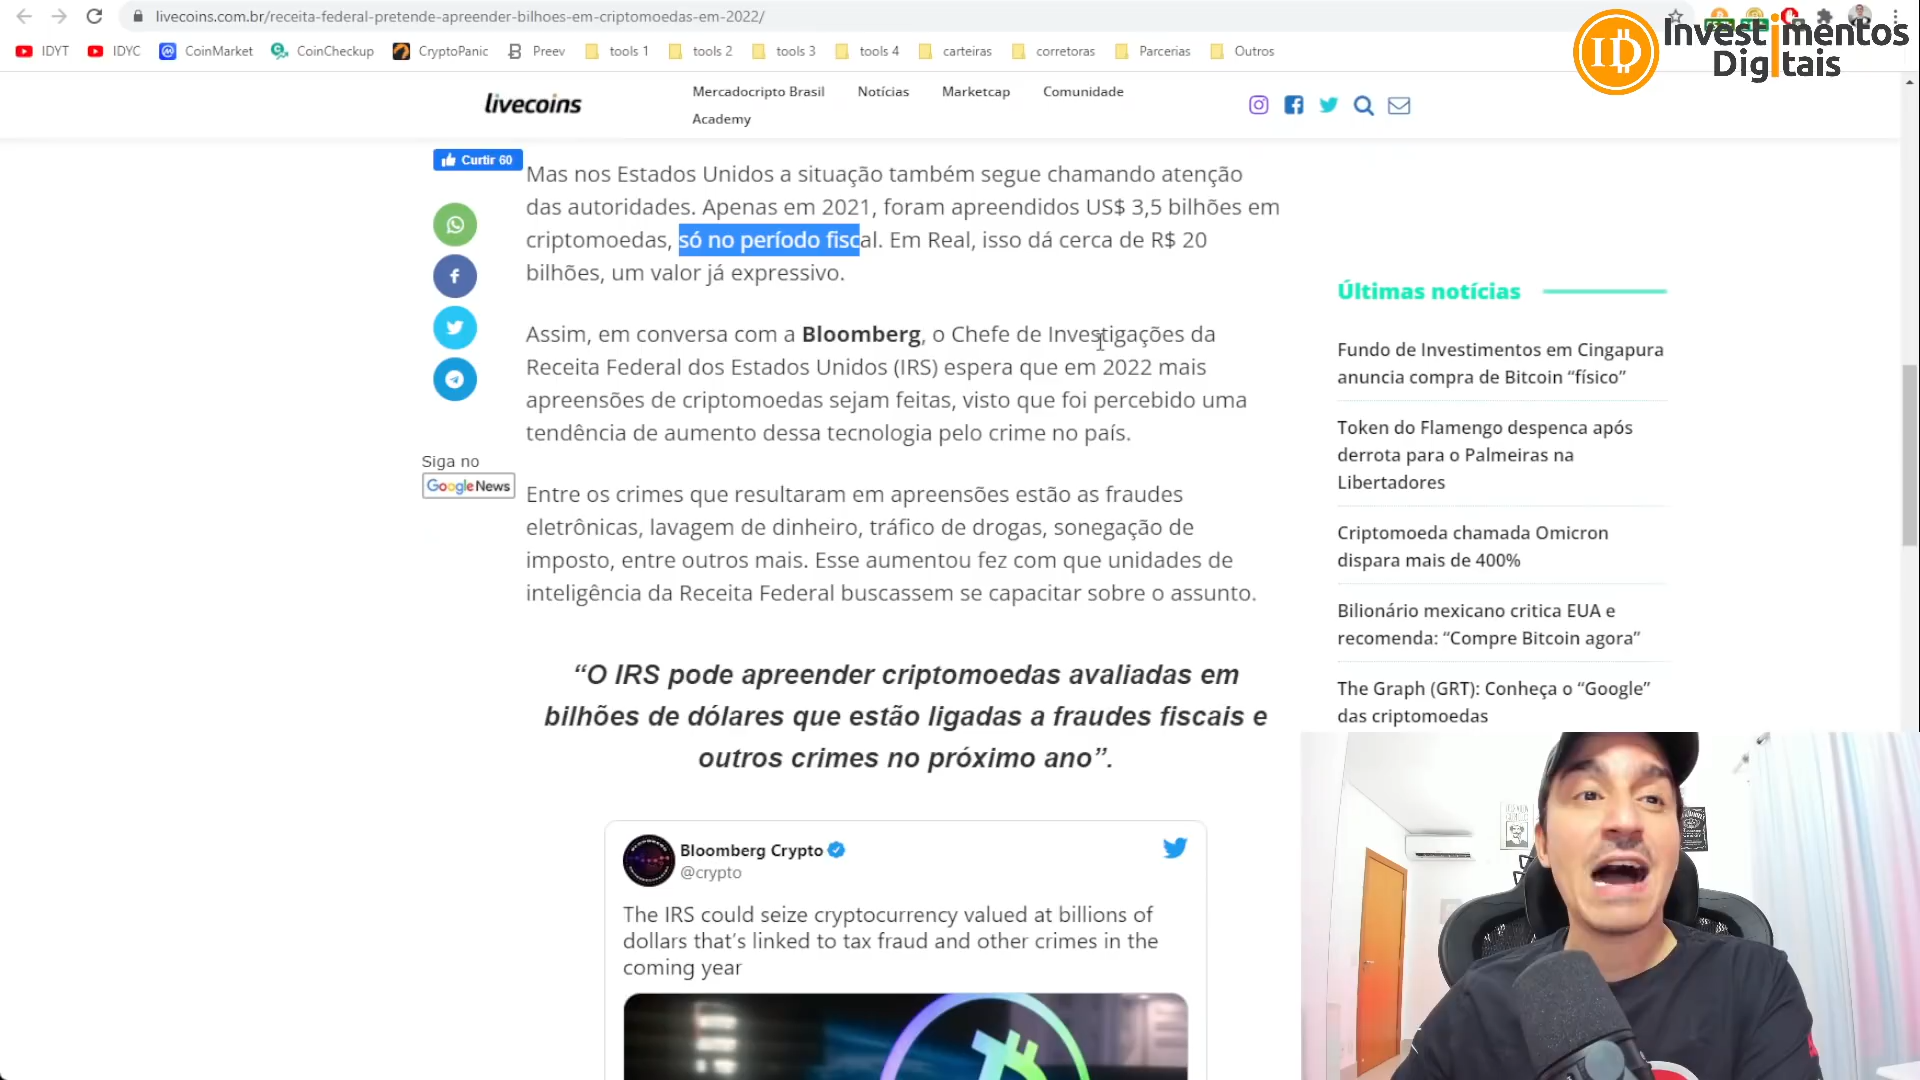 livecoins.com.br/receita-federal-pretende-apreender-bilhoes-em-criptomoedas-em-2022/
IDYT
IDYC
CoinMarket
CoinCheckup
CryptoPanic
Preev
tools 1
tools 2
tools 3
tools 4
carteiras
corretoras
Parcerias
Outros
ID
Investimentos
Digitais
livecoins
Mercadocripto Brasil
Notícias
Marketcap
Comunidade
Academy
Curtir 60
Mas nos Estados Unidos a situação também segue chamando atenção
das autoridades. Apenas em 2021, foram apreendidos US$ 3,5 bilhões em
criptomoedas, só no período fiscal. Em Real, isso dá cerca de R$ 20
bilhões, um valor já expressivo.
Assim, em conversa com a Bloomberg, o Chefe de Investigações da
Receita Federal dos Estados Unidos (IRS) espera que em 2022 mais
apreensões de criptomoedas sejam feitas, visto que foi percebido uma
tendência de aumento dessa tecnologia pelo crime no país.
Siga no
Google News
Entre os crimes que resultaram em apreensões estão as fraudes
eletrônicas, lavagem de dinheiro, tráfico de drogas, sonegação de
imposto, entre outros mais. Esse aumentou fez com que unidades de
inteligência da Receita Federal buscassem se capacitar sobre o assunto.
“O IRS pode apreender criptomoedas avaliadas em
bilhões de dólares que estão ligadas a fraudes fiscais e
outros crimes no próximo ano”.
Bloomberg Crypto
@crypto
The IRS could seize cryptocurrency valued at billions of
dollars that’s linked to tax fraud and other crimes in the
coming year
Últimas notícias
Fundo de Investimentos em Cingapura
anuncia compra de Bitcoin “físico”
Token do Flamengo despenca após
derrota para o Palmeiras na
Libertadores
Criptomoeda chamada Omicron
dispara mais de 400%
Bilionário mexicano critica EUA e
recomenda: “Compre Bitcoin agora”
The Graph (GRT): Conheça o “Google”
das criptomoedas